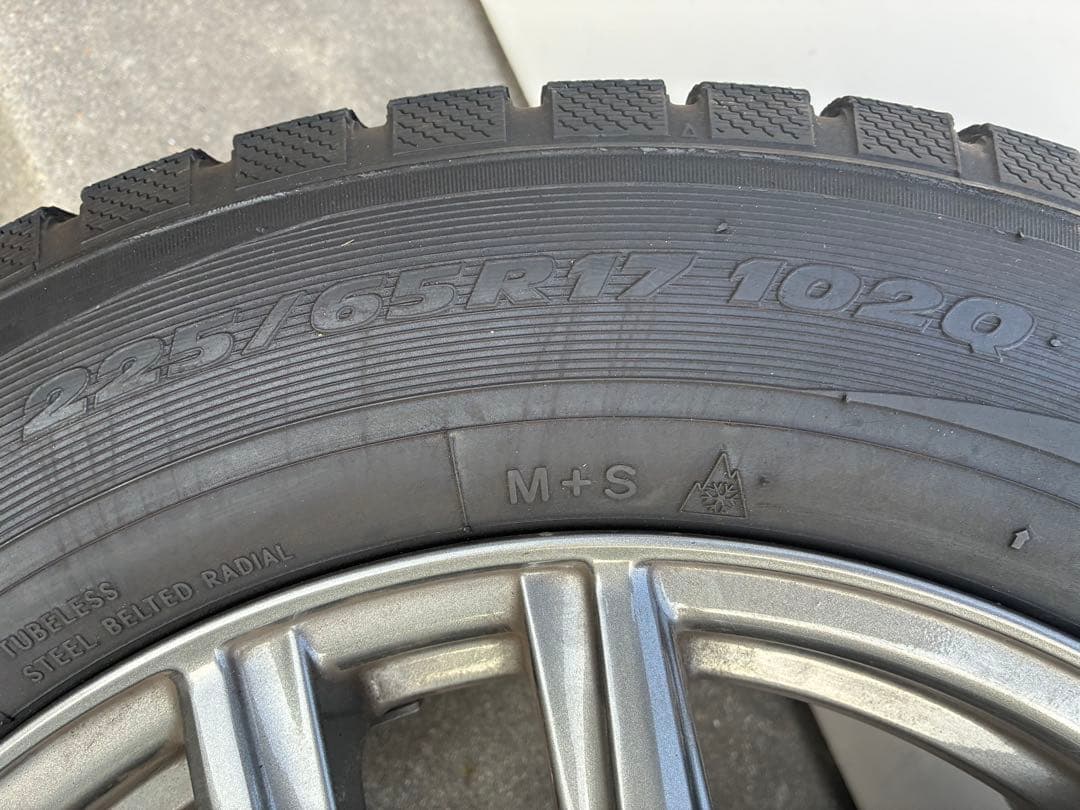 225/65R17 102Q
M+S
TUBELESS
STEEL BELTED RADIAL